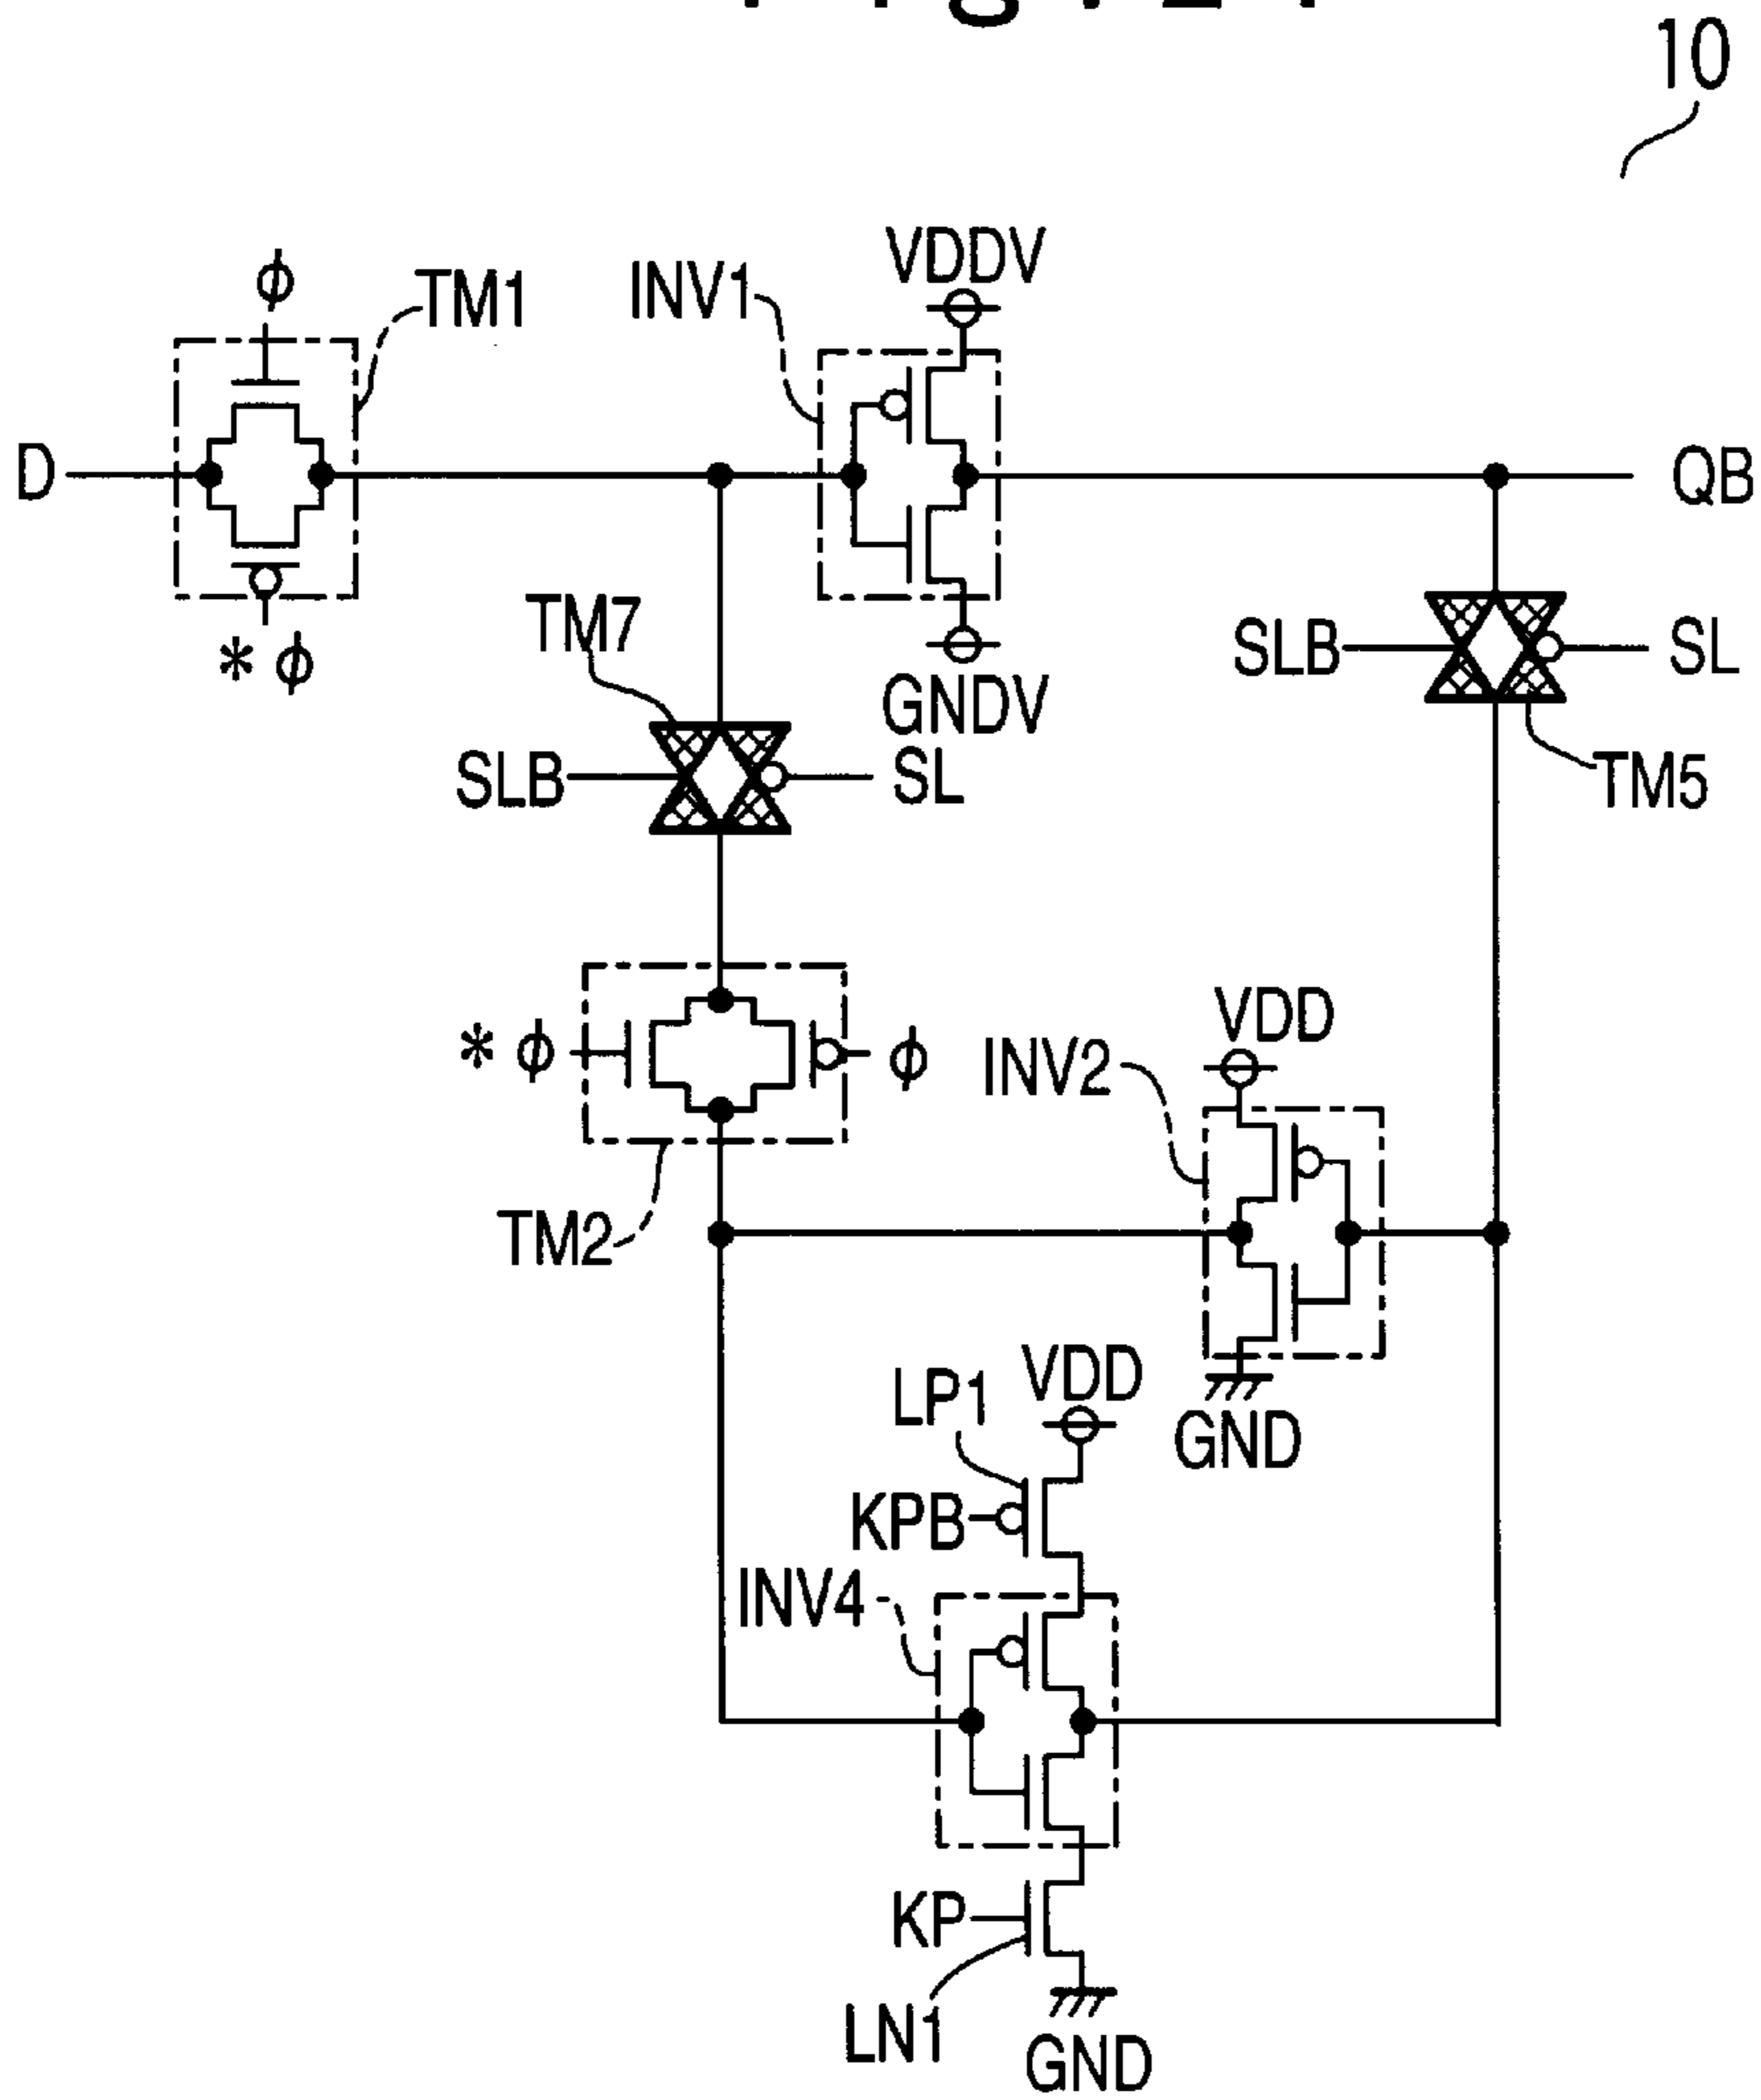 10
ϕ
TM1
INV1
VDDV
D
QB
*ϕ
TM7
GNDV
SLB
SL
SLB
SL
TM5
*ϕ
ϕ
INV2
VDD
TM2
LP1
VDD
GND
KPB
INV4
KP
LN1
GND